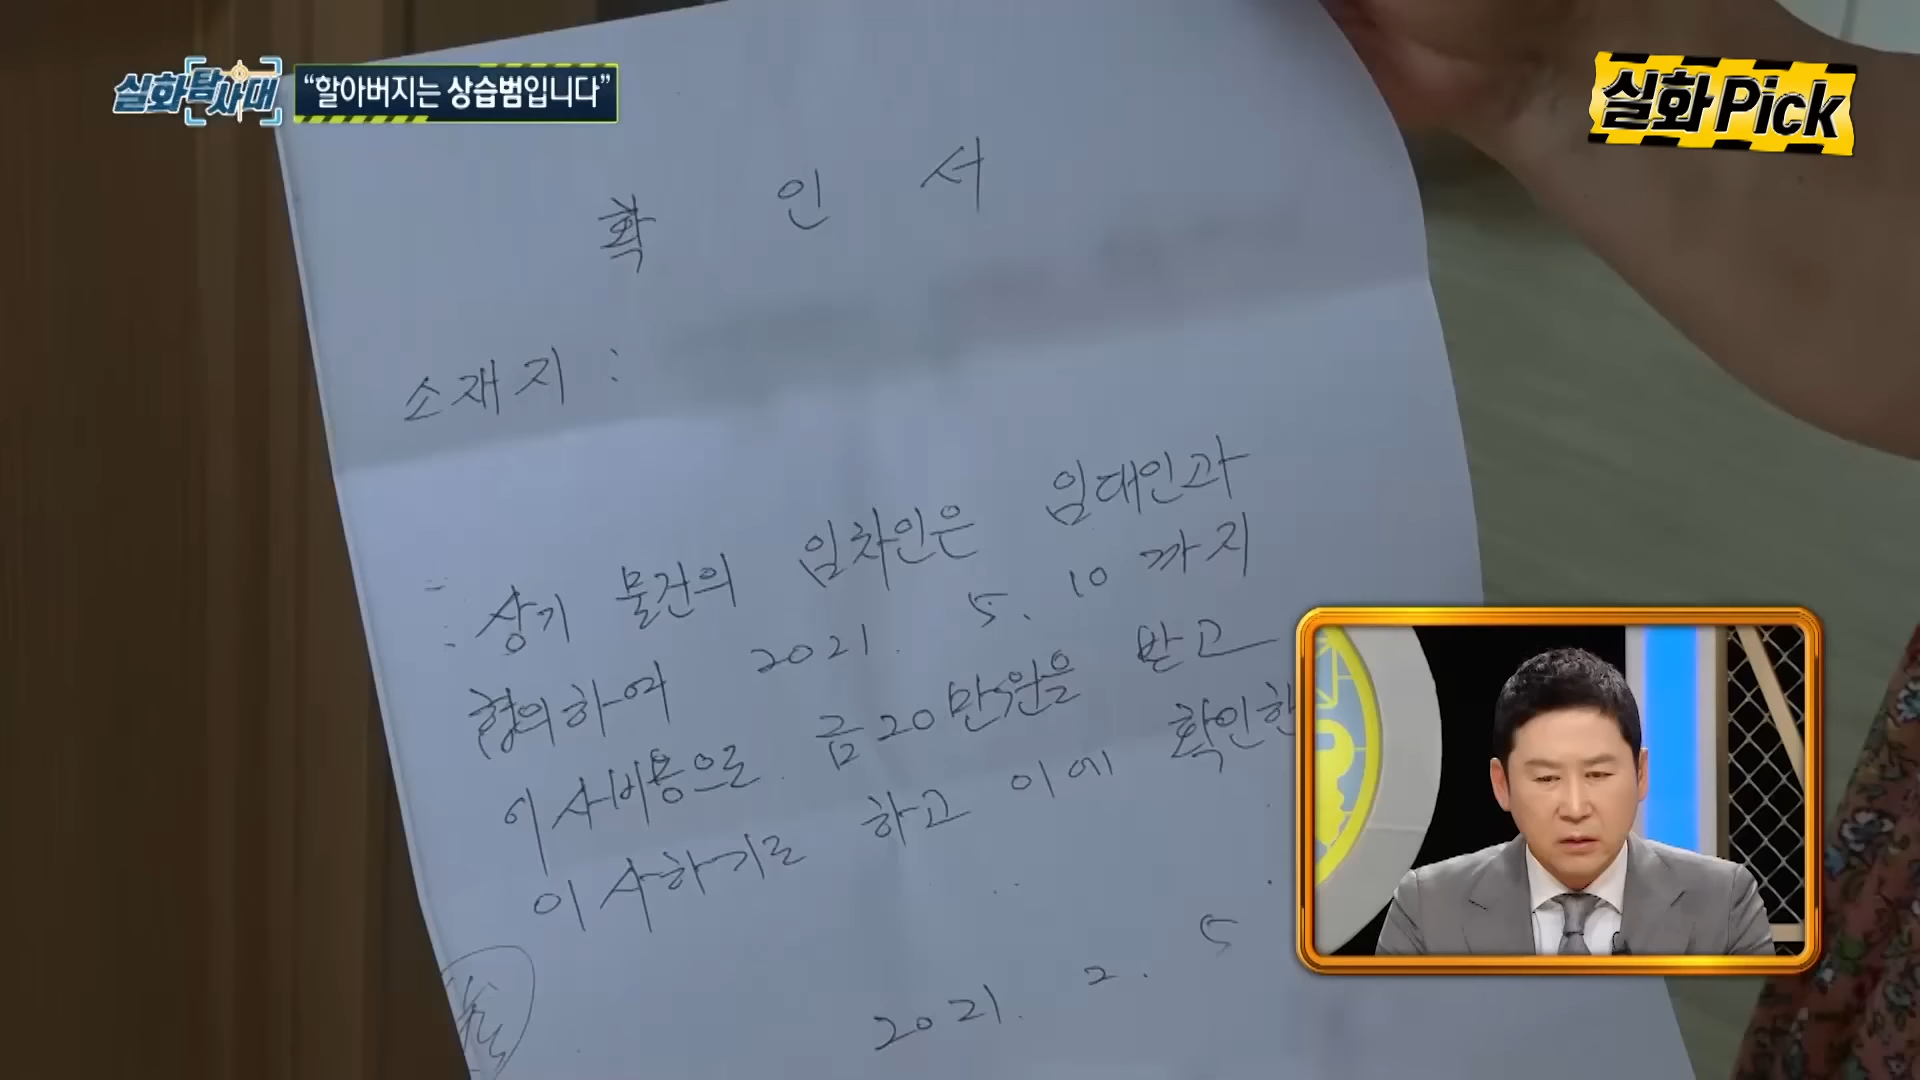 실화탐사대
“할아버지는 상습범입니다”
실화Pick
확 인 서
소재지 :
상기 물건의 임차인은 임대인과
협의하여 2021. 5. 10 까지
이사비용으로 금20만원을 받고
이사하기로 하고 이에 확인한
2021. 2. 5